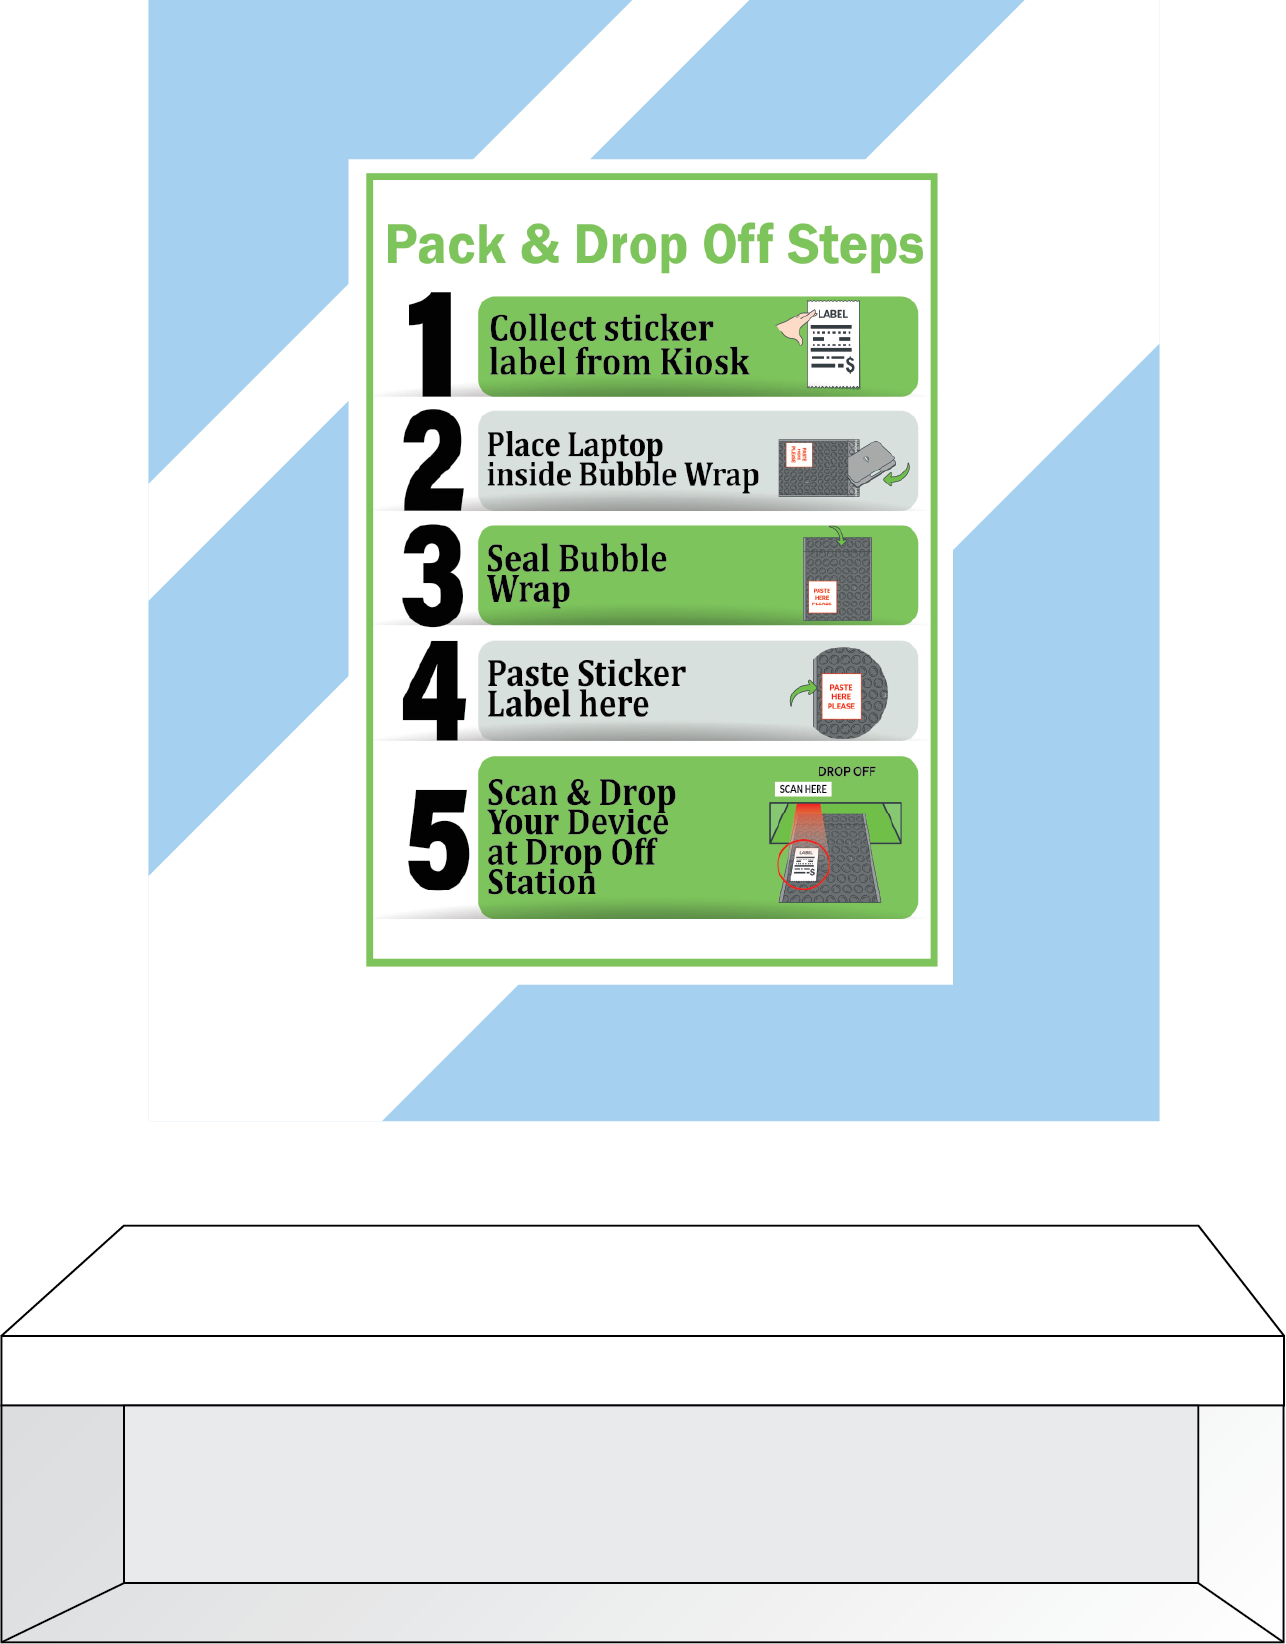 Pack & Drop Off Steps
1
Collect sticker
label from Kiosk
LABEL
$
2
Place Laptop
inside Bubble Wrap
PASTE
HERE
PLEASE
3
Seal Bubble
Wrap
PASTE
HERE
4
Paste Sticker
Label here
PASTE
HERE
PLEASE
5
Scan & Drop
Your Device
at Drop Off
Station
DROP OFF
SCAN HERE
LABEL
$